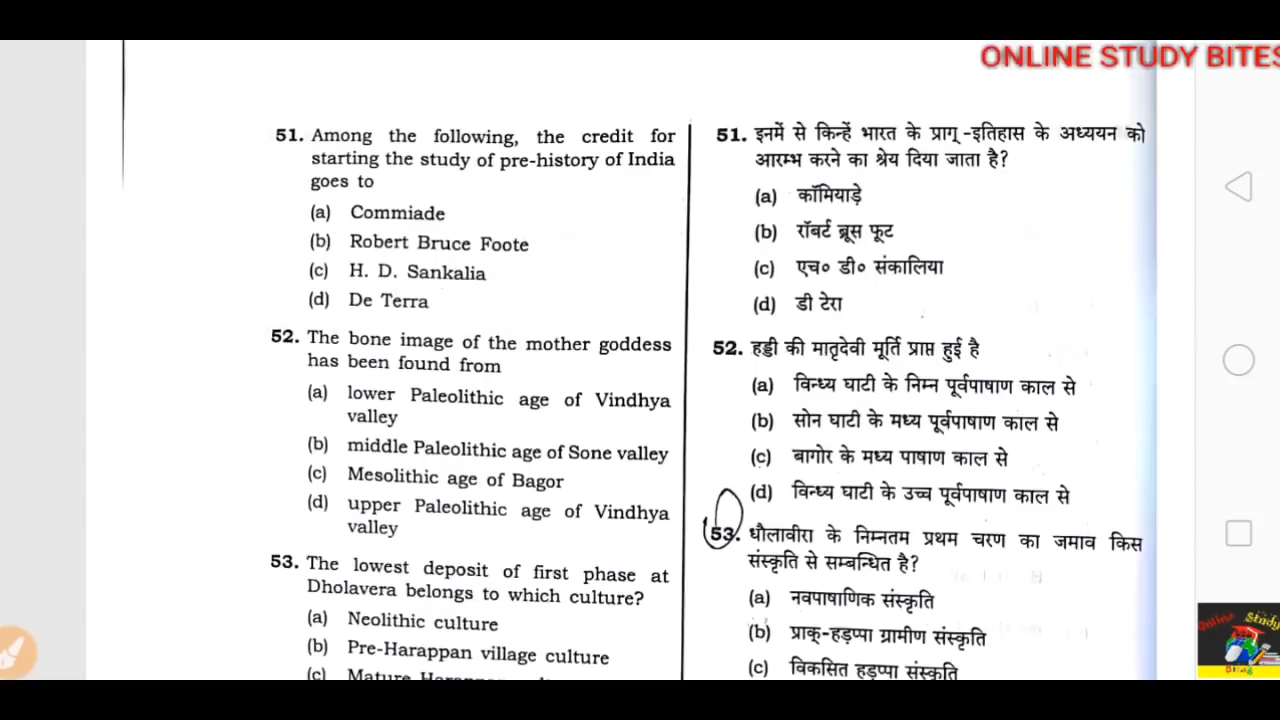 ONLINE STUDY BITES
51. Among the following, the credit for
starting the study of pre-history of India
goes to
(a) Commiade
(b) Robert Bruce Foote
(c) H. D. Sankalia
(d) De Terra
52. The bone image of the mother goddess
has been found from
(a) lower Paleolithic age of Vindhya
valley
(b) middle Paleolithic age of Sone valley
(c) Mesolithic age of Bagor
(d) upper Paleolithic age of Vindhya
valley
53. The lowest deposit of first phase at
Dholavera belongs to which culture?
(a) Neolithic culture
(b) Pre-Harappan village culture
(c) Mature
51. इनमें से किन्हें भारत के प्राग्-इतिहास के अध्ययन को
आरम्भ करने का श्रेय दिया जाता है?
(a) कॉमियाडे़
(b) रॉबर्ट ब्रूस फूट
(c) एच० डी० संकालिया
(d) डी टेरा
52. हड्डी की मातृदेवी मूर्ति प्राप्त हुई है
(a) विन्ध्य घाटी के निम्न पूर्वपाषाण काल से
(b) सोन घाटी के मध्य पूर्वपाषाण काल से
(c) बागोर के मध्य पाषाण काल से
(d) विन्ध्य घाटी के उच्च पूर्वपाषाण काल से
53. धौलावीरा के निम्नतम प्रथम चरण का जमाव किस
संस्कृति से सम्बन्धित है?
(a) नवपाषाणिक संस्कृति
(b) प्राक्-हड़प्पा ग्रामीण संस्कृति
(c) विकसित हड़प्पा संस्कृति
Online Study
Bites